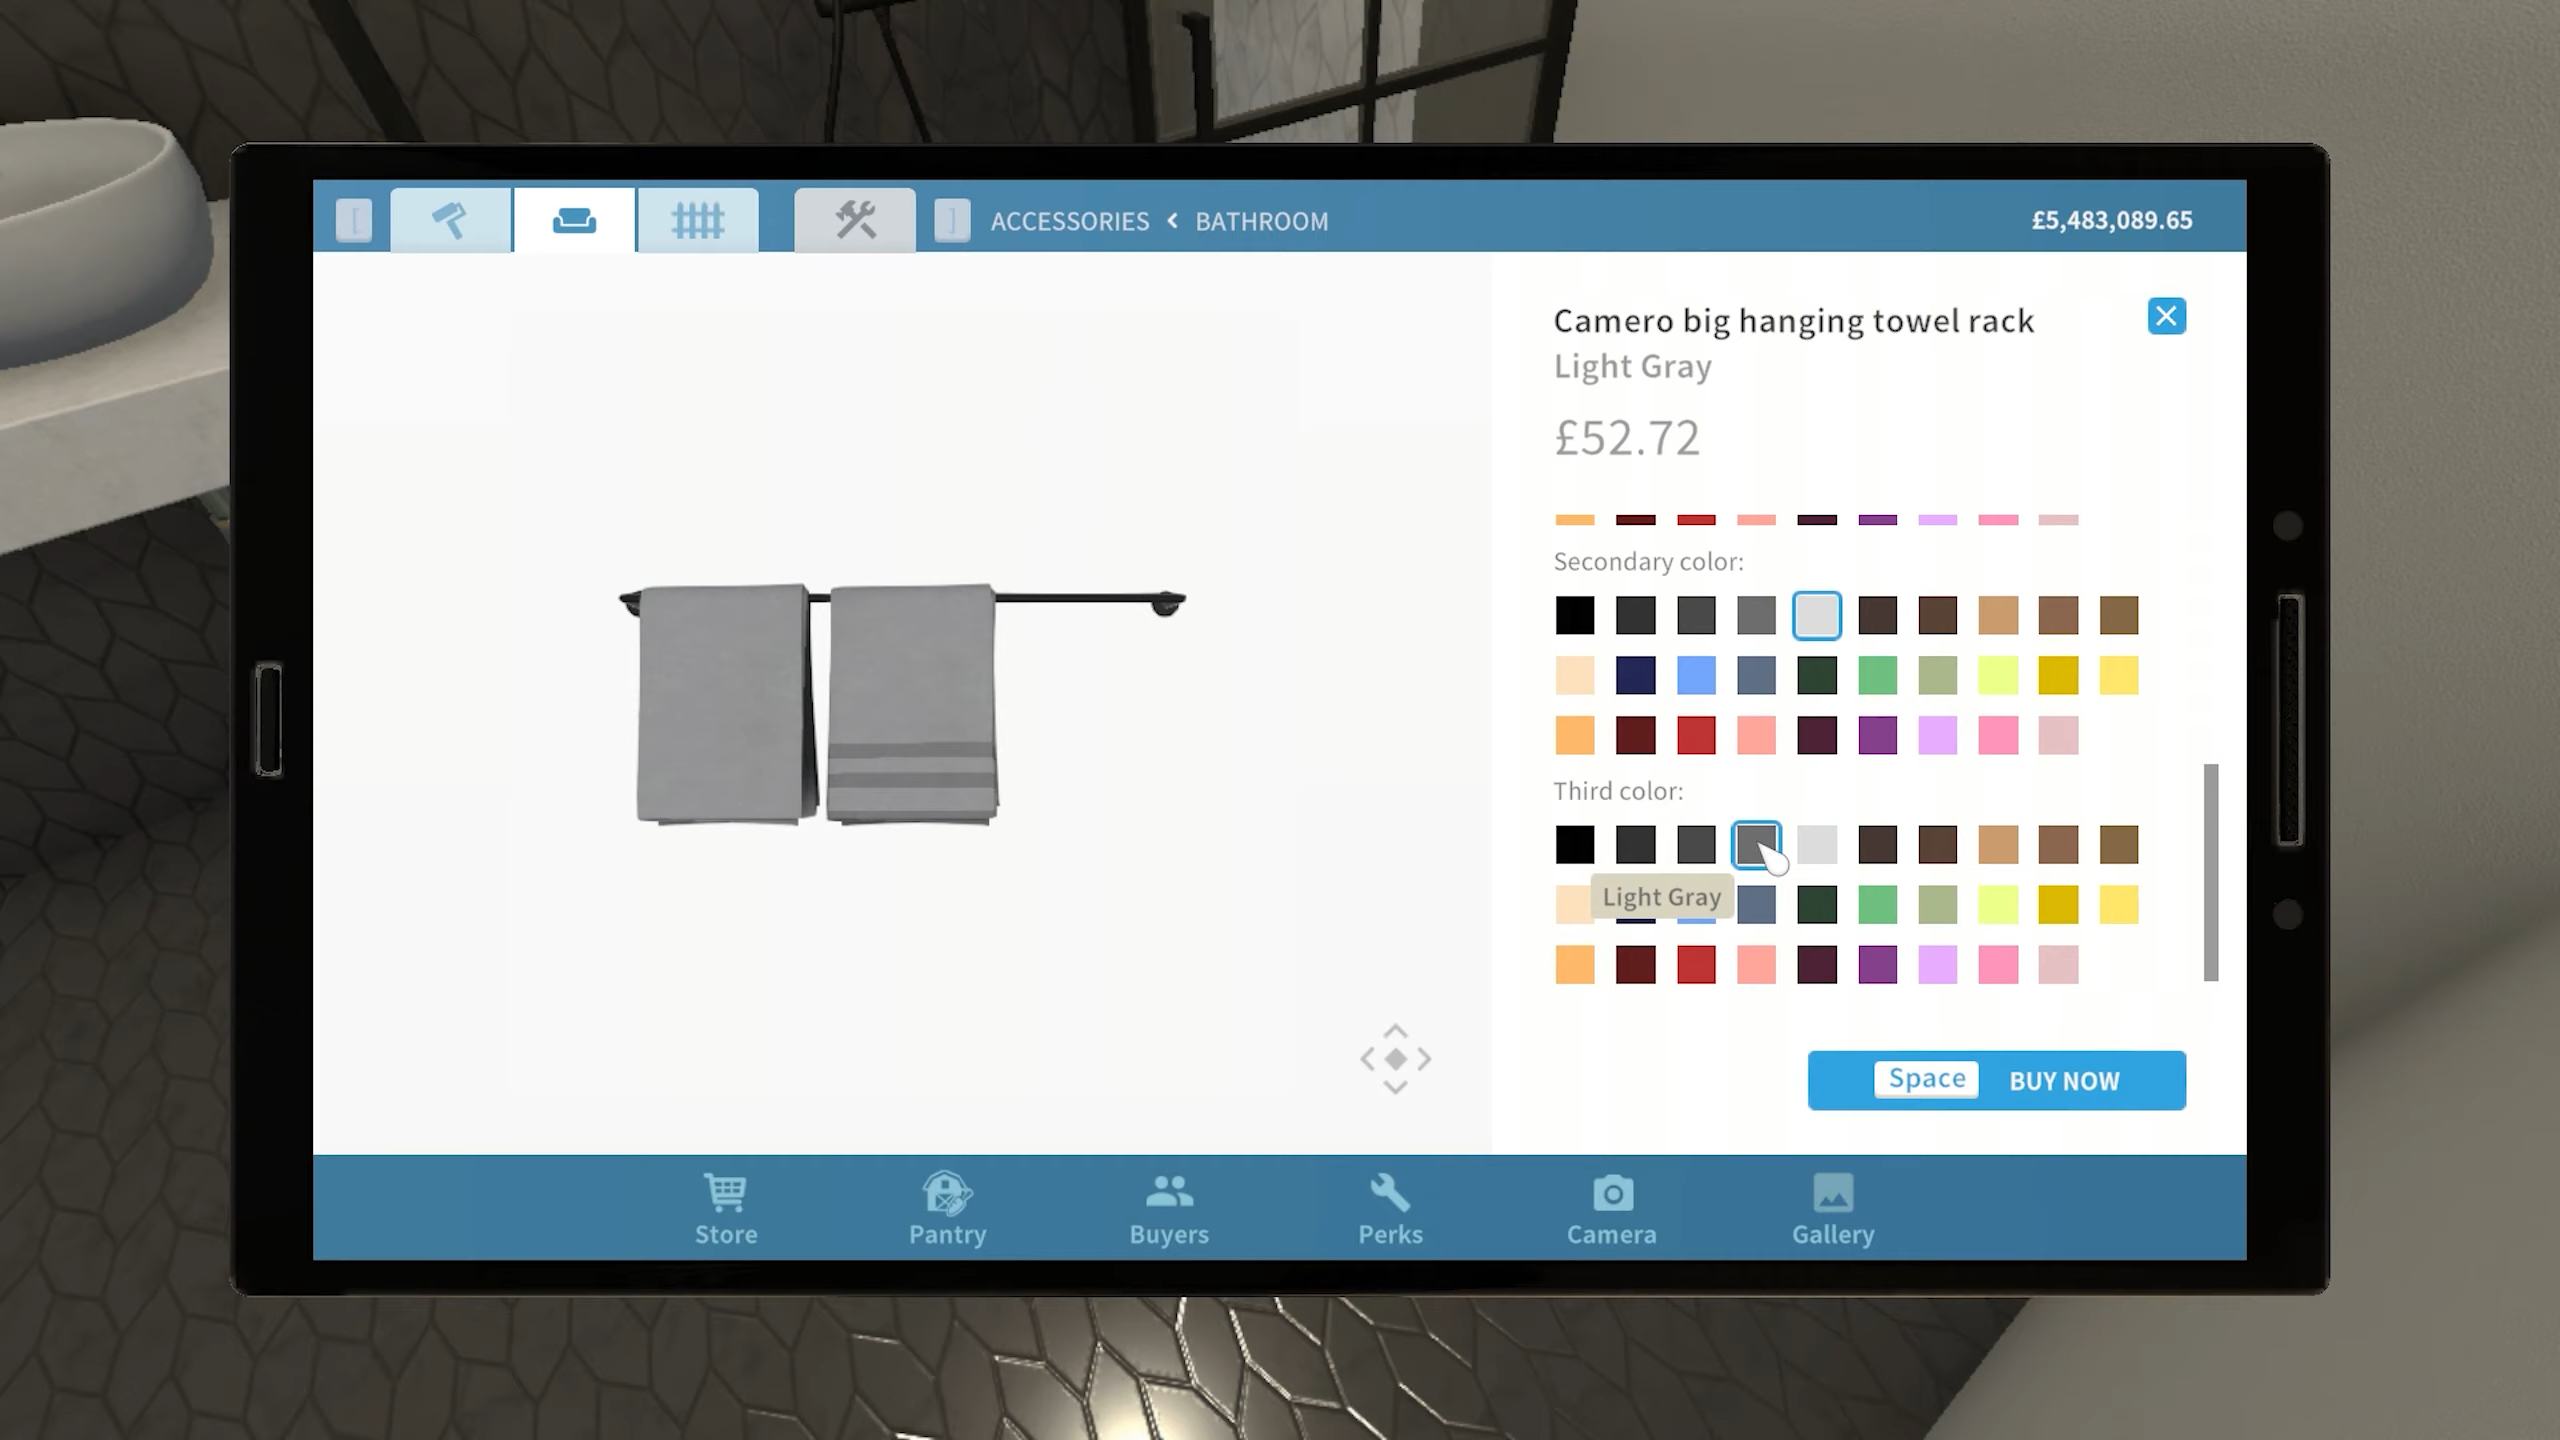 [
]
ACCESSORIES < BATHROOM
£5,483,089.65
Camero big hanging towel rack
Light Gray
£52.72
Secondary color:
Third color:
Light Gray
Space BUY NOW
Store
Pantry
Buyers
Perks
Camera
Gallery